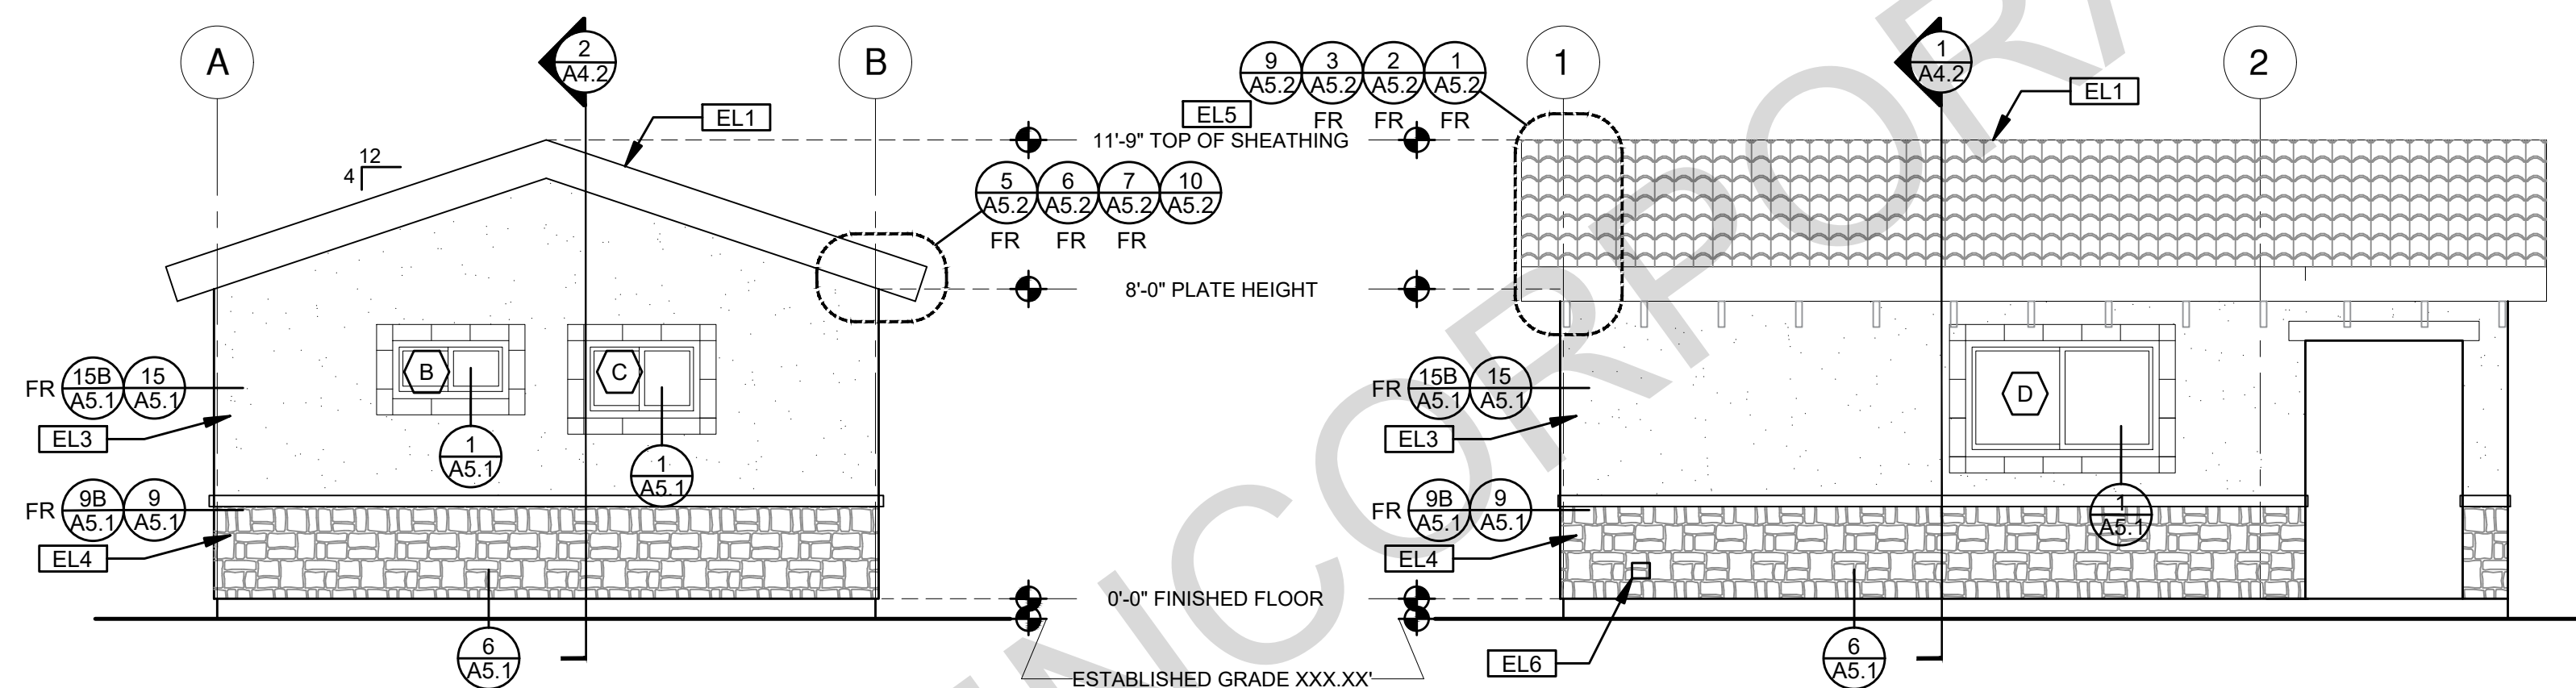 A
2
A4.2
B
EL1
12
4
5
A5.2
6
A5.2
7
A5.2
10
A5.2
FR FR FR
B
C
FR
15B
A5.1
15
A5.1
EL3
1
A5.1
1
A5.1
FR
9B
A5.1
9
A5.1
EL4
6
A5.1
11'-9" TOP OF SHEATHING
8'-0" PLATE HEIGHT
0'-0" FINISHED FLOOR
ESTABLISHED GRADE XXX.XX'
9
A5.2
3
A5.2
2
A5.2
1
A5.2
EL5
FR FR FR
1
1
A4.2
2
EL1
FR
15B
A5.1
15
A5.1
EL3
D
FR
9B
A5.1
9
A5.1
EL4
1
A5.1
EL6
6
A5.1
INCORPORA